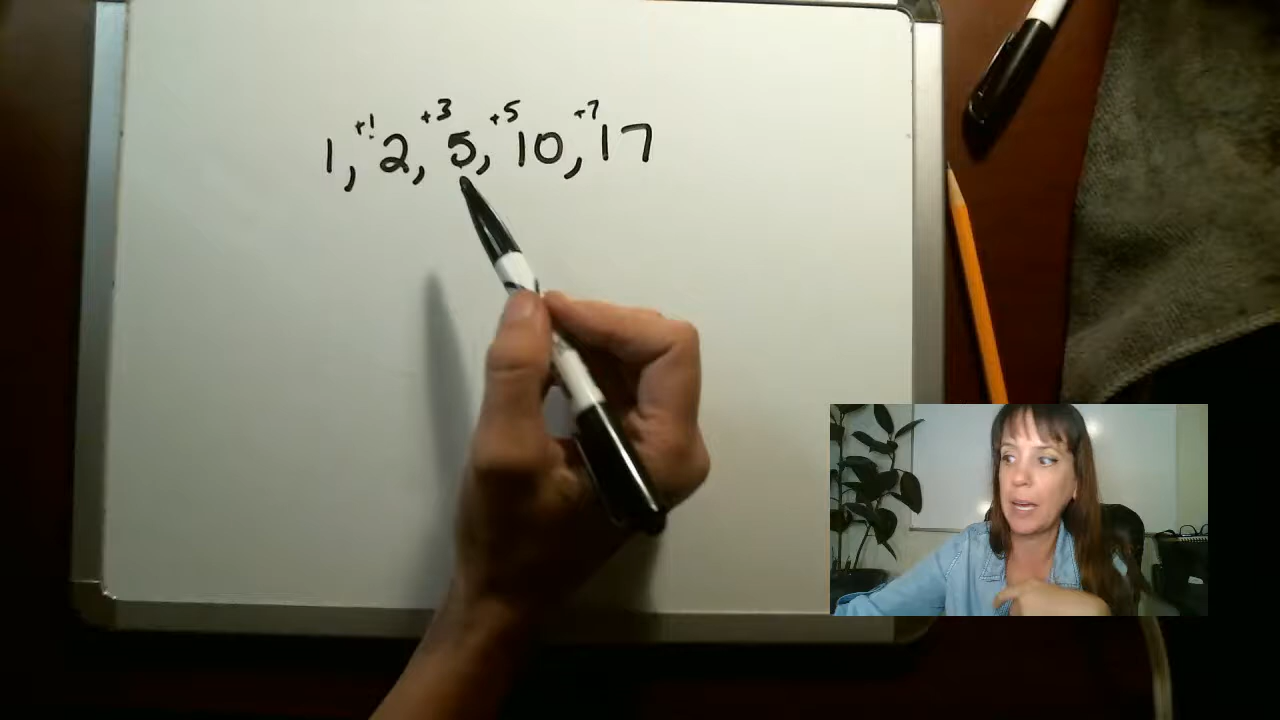 +1 +3 +5 +7
1, 2, 5, 10, 17